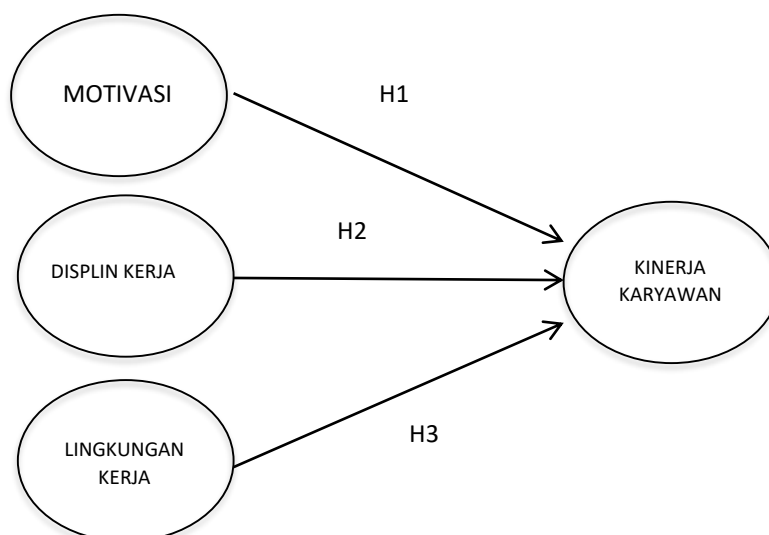 MOTIVASI
H1
H2
DISPLIN KERJA
KINERJA
KARYAWAN
H3
LINGKUNGAN
KERJA